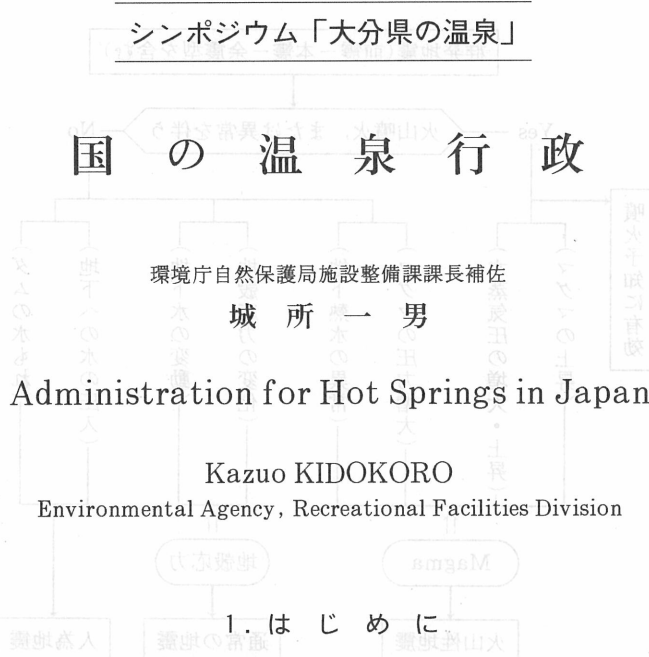 シンポジウム「大分県の温泉」
国の温泉行政
環境庁自然保護局施設整備課課長補佐
城所一男
Administration for Hot Springs in Japan
Kazuo KIDOKORO
Environmental Agency, Recreational Facilities Division
1. はじめに